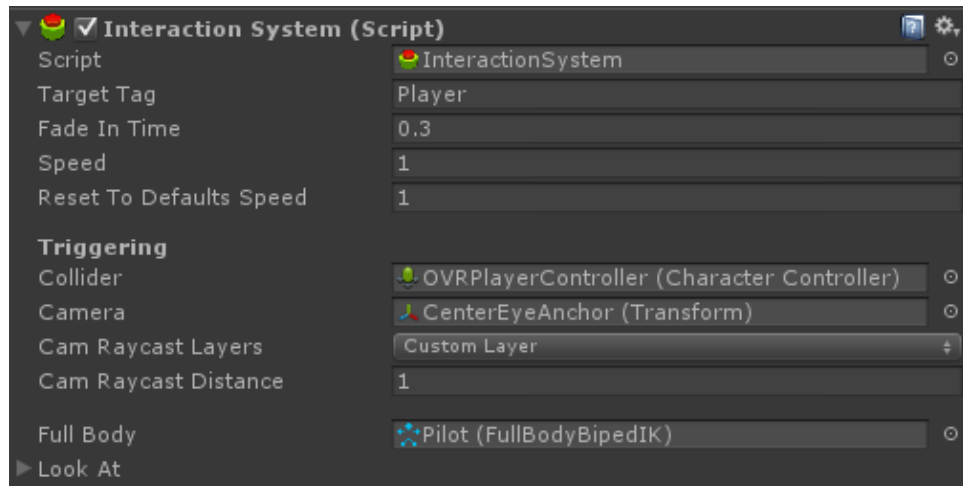 Interaction System (Script)
Script InteractionSystem
Target Tag Player
Fade In Time 0.3
Speed 1
Reset To Defaults Speed 1
Triggering
Collider OVRPlayerController (Character Controller)
Camera CenterEyeAnchor (Transform)
Cam Raycast Layers Custom Layer
Cam Raycast Distance 1
Full Body Pilot (FullBodyBipedIK)
Look At